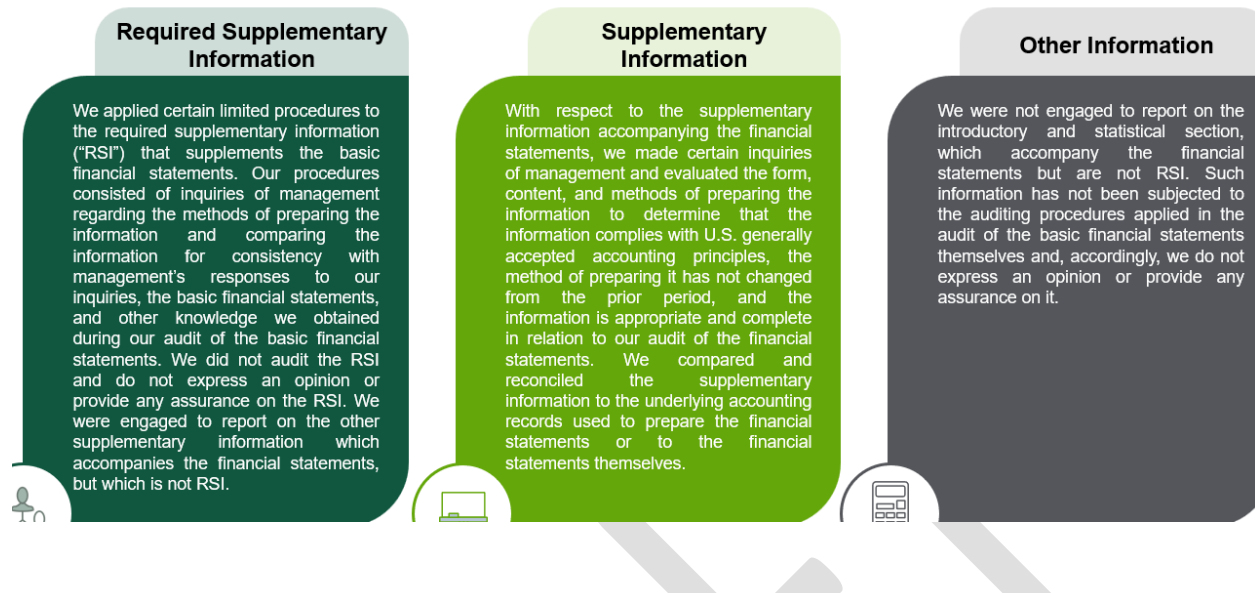 Required Supplementary
Information
We applied certain limited procedures to
the required supplementary information
(“RSI”) that supplements the basic
financial statements. Our procedures
consisted of inquiries of management
regarding the methods of preparing the
information and comparing the
information for consistency with
management’s responses to our
inquiries, the basic financial statements,
and other knowledge we obtained
during our audit of the basic financial
statements. We did not audit the RSI
and do not express an opinion or
provide any assurance on the RSI. We
were engaged to report on the other
supplementary information which
accompanies the financial statements,
but which is not RSI.
Supplementary
Information
With respect to the supplementary
information accompanying the financial
statements, we made certain inquiries
of management and evaluated the form,
content, and methods of preparing the
information to determine that the
information complies with U.S. generally
accepted accounting principles, the
method of preparing it has not changed
from the prior period, and the
information is appropriate and complete
in relation to our audit of the financial
statements. We compared and
reconciled the supplementary
information to the underlying accounting
records used to prepare the financial
statements or to the financial
statements themselves.
Other Information
We were not engaged to report on the
introductory and statistical section,
which accompany the financial
statements but are not RSI. Such
information has not been subjected to
the auditing procedures applied in the
audit of the basic financial statements
themselves and, accordingly, we do not
express an opinion or provide any
assurance on it.